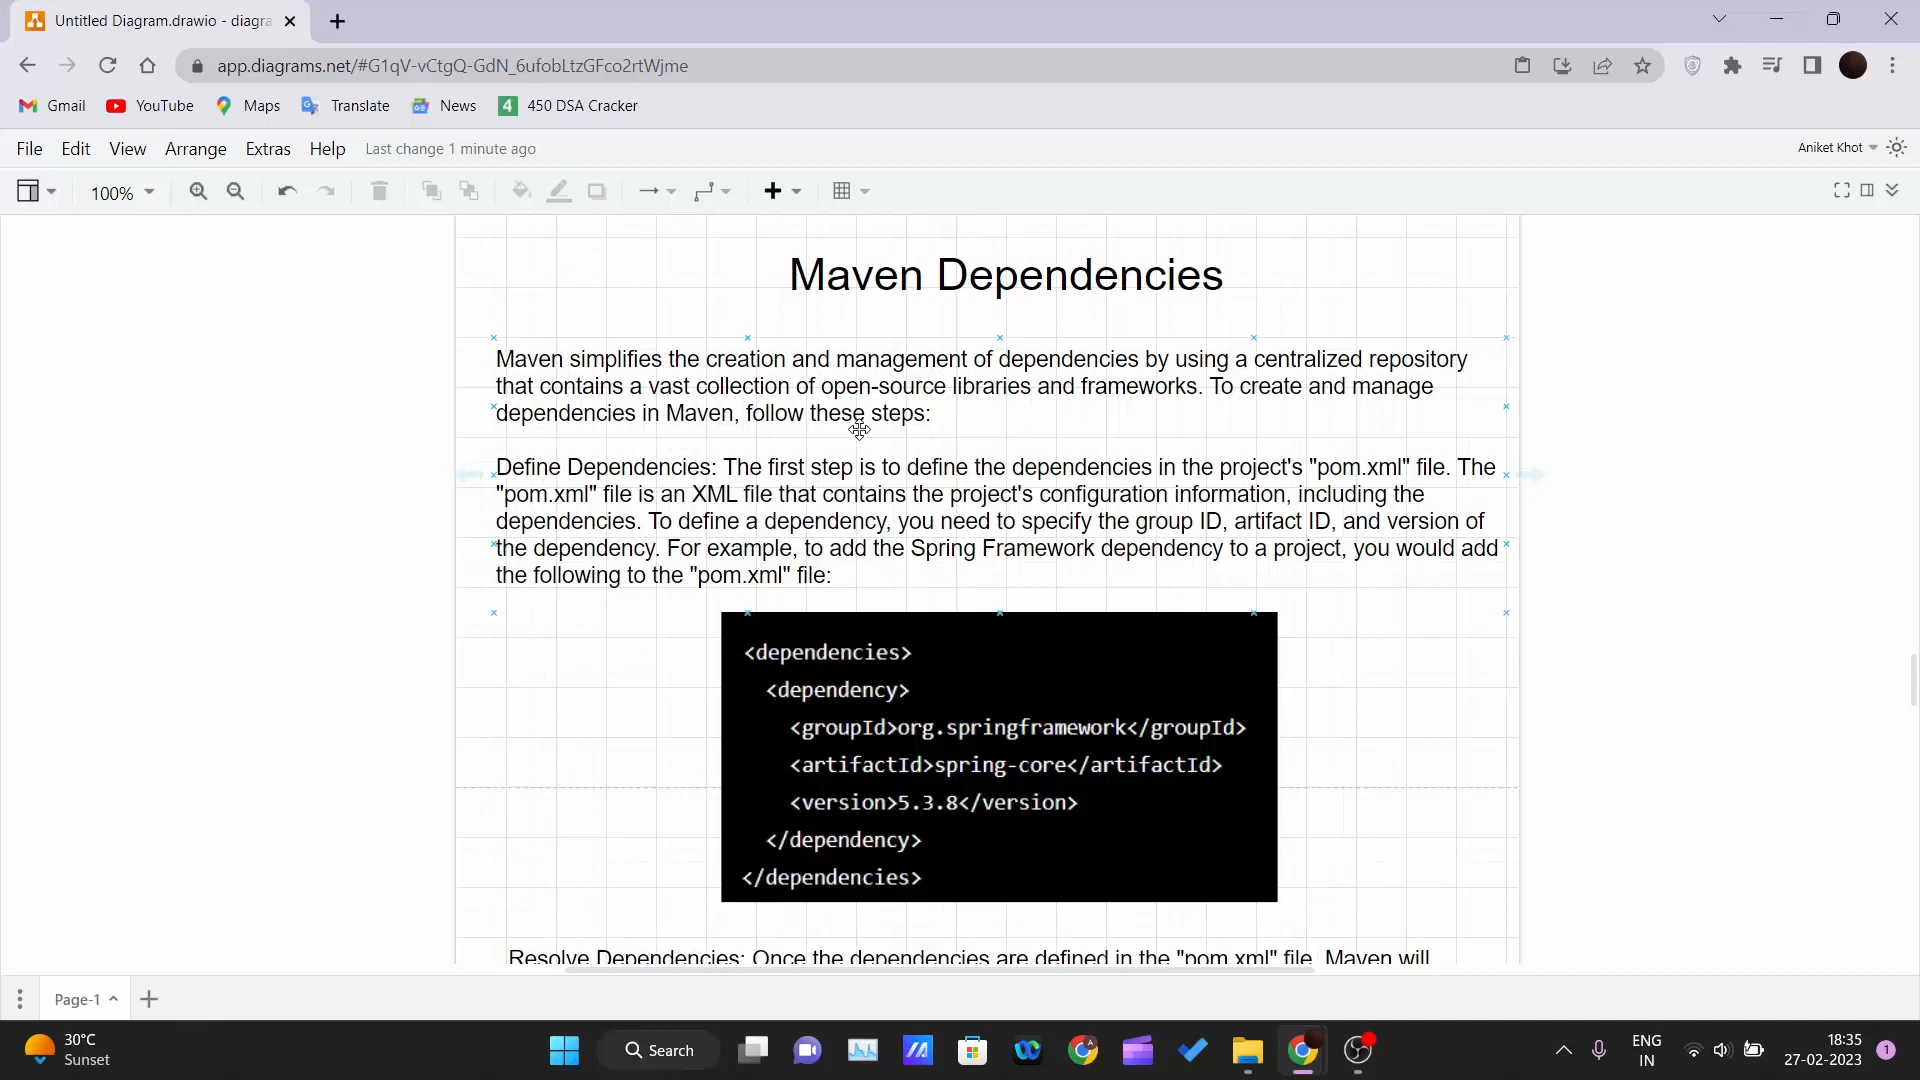 Untitled Diagram.drawio - diagra
app.diagrams.net/#G1qV-vCtgQ-GdN_6ufobLtzGFco2rtWjme
Gmail YouTube Maps Translate News 4 450 DSA Cracker
File Edit View Arrange Extras Help Last change 1 minute ago Aniket Khot
100%
Maven Dependencies
Maven simplifies the creation and management of dependencies by using a centralized repository
that contains a vast collection of open-source libraries and frameworks. To create and manage
dependencies in Maven, follow these steps:
Define Dependencies: The first step is to define the dependencies in the project's "pom.xml" file. The
"pom.xml" file is an XML file that contains the project's configuration information, including the
dependencies. To define a dependency, you need to specify the group ID, artifact ID, and version of
the dependency. For example, to add the Spring Framework dependency to a project, you would add
the following to the "pom.xml" file:
<dependencies>
<dependency>
<groupId>org.springframework</groupId>
<artifactId>spring-core</artifactId>
<version>5.3.8</version>
</dependency>
</dependencies>
Resolve Dependencies: Once the dependencies are defined in the "pom.xml" file, Maven will
Page-1
30°C
Sunset
Search
A
ENG
IN
18:35
27-02-2023
1